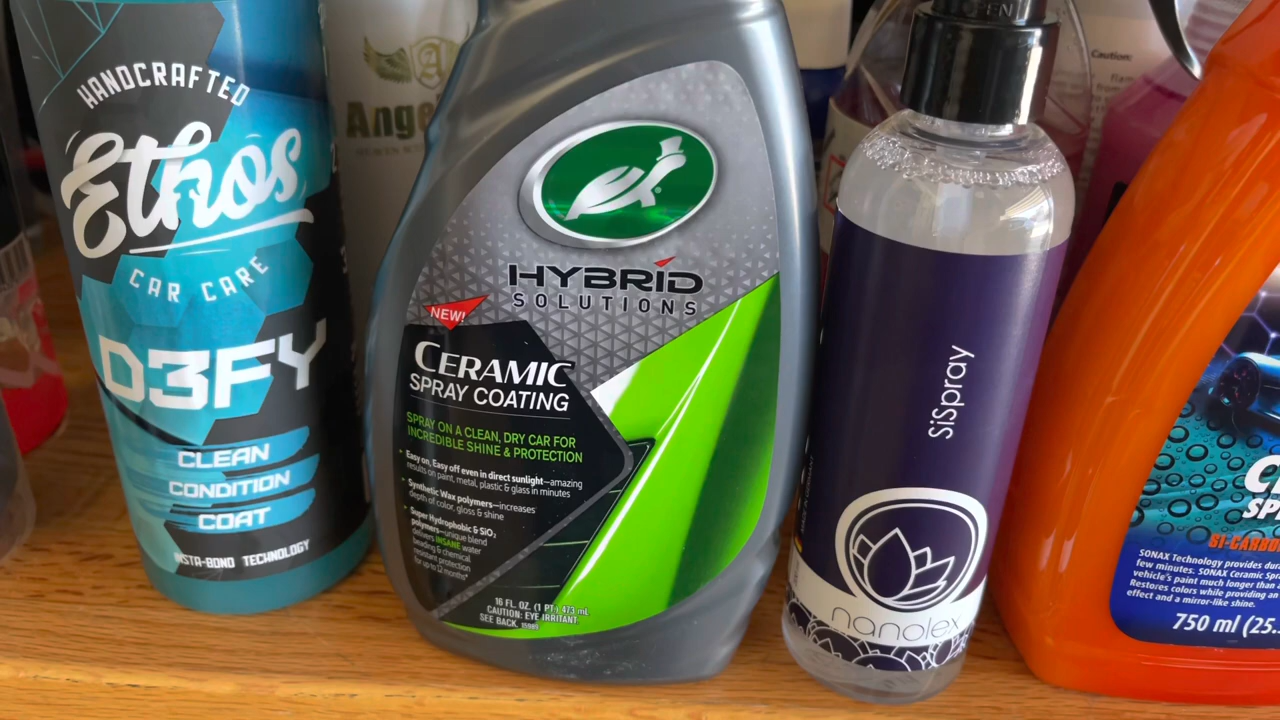 HANDCRAFTED
Ethos
CAR CARE
D3FY
CLEAN
CONDITION
COAT
INSTA-BOND TECHNOLOGY
A
HYBRID
SOLUTIONS
NEW!
CERAMIC
SPRAY COATING
SPRAY ON A CLEAN, DRY CAR FOR
INCREDIBLE SHINE & PROTECTION
Easy on, Easy off even in direct sunlight—amazing
results on paint, metal, plastic & glass in minutes
Synthetic Wax polymers—increases
depth of color, gloss & shine
Super Hydrophobic & SiO₂
polymers—unique blend
delivers INSANE water
beading & chemical
resistant protection
for up to 12 months*
16 FL. OZ. (1 PT.) 473 mL
CAUTION: EYE IRRITANT.
SEE BACK.
OPEN
SiSpray
nanolex
Caution:
SONAX Technology provides
few minutes. SONAX Ceramic
vehicle's paint much longer than
Restores colors while providing an
effect and a mirror-like shine.
750 ml